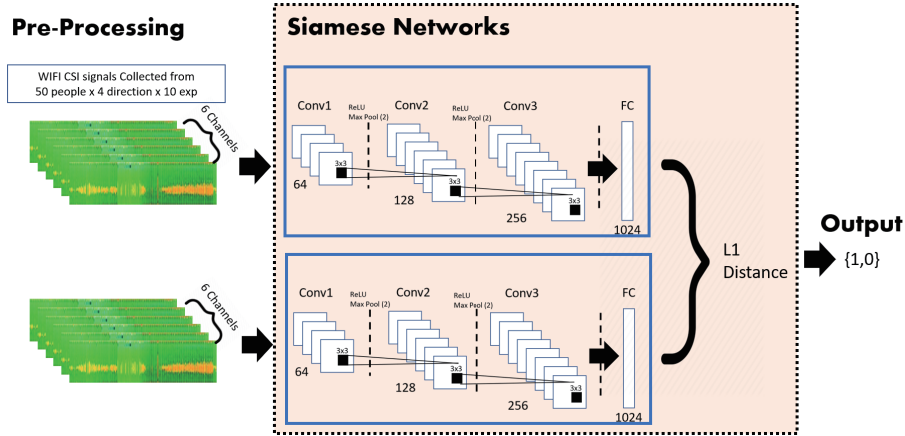 Pre-Processing
Siamese Networks
WIFI CSI signals Collected from
50 people x 4 direction x 10 exp
6 Channels
Conv1
ReLU
Max Pool (2)
Conv2
ReLU
Max Pool (2)
Conv3
FC
3x3
3x3
3x3
64
128
256
1024
L1
Distance
Output
{1,0}
6 Channels
Conv1
ReLU
Max Pool (2)
Conv2
ReLU
Max Pool (2)
Conv3
FC
3x3
3x3
3x3
64
128
256
1024